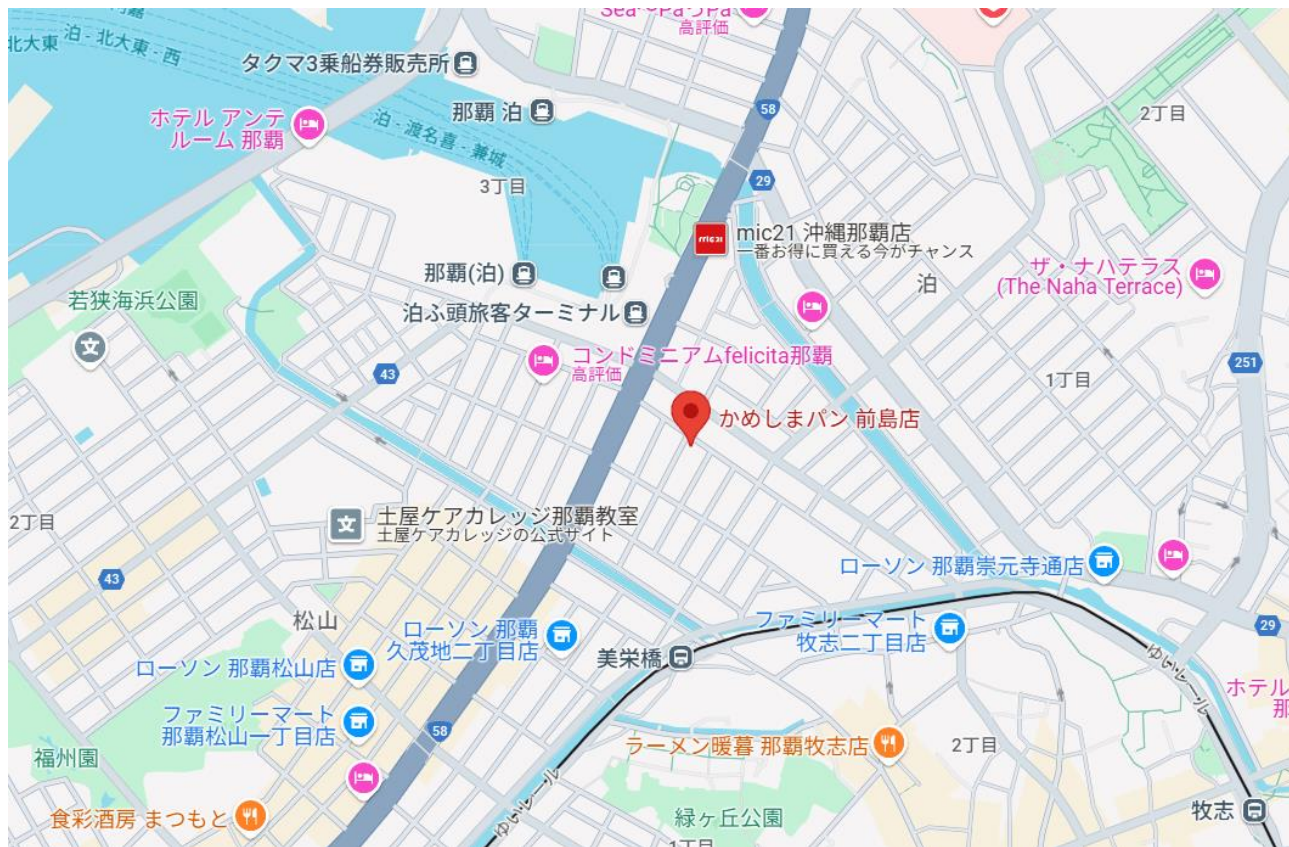 Sea-Paつpa
高評価
北大東
泊 - 北大東 - 西
タクマ3乗船券販売所
那覇 泊
58
2丁目
ホテル アンテ
ルーム 那覇
泊 - 渡名喜 - 兼城
3丁目
29
mic21
mic21 沖縄那覇店
一番お得に買える今がチャンス
那覇(泊)
泊
ザ・ナハテラス
(The Naha Terrace)
若狭海浜公園
泊ふ頭旅客ターミナル
文
コンドミニアムfelicita那覇
高評価
43
251
1丁目
かめしまパン 前島店
2丁目
文
土屋ケアカレッジ那覇教室
土屋ケアカレッジの公式サイト
43
ローソン 那覇崇元寺通店
松山
ローソン 那覇
久茂地二丁目店
ファミリーマート
牧志二丁目店
29
美栄橋
ゆいレール
ローソン 那覇松山店
ホテル
那
ファミリーマート
那覇松山一丁目店
58
ラーメン暖暮 那覇牧志店
2丁目
福州園
ゆいレール
食彩酒房 まつもと
緑ヶ丘公園
牧志
1丁目